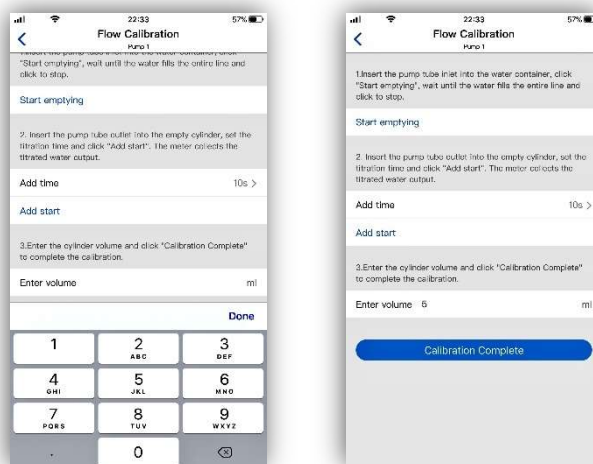 22:33
57%
Flow Calibration
Pump 1
"Start emptying", wait until the water fills the entire line and
click to stop.
Start emptying
2. Insert the pump tube outlet into the empty cylinder, set the
titration time and click "Add start". The meter collects the
titrated water output.
Add time 10s >
Add start
3.Enter the cylinder volume and click "Calibration Complete"
to complete the calibration.
Enter volume ml
Done
1 2 3
ABC DEF
4 5 6
GHI JKL MNO
7 8 9
PQRS TUV WXYZ
. 0
22:33
57%
Flow Calibration
Pump 1
1.Insert the pump tube inlet into the water container, click
"Start emptying", wait until the water fills the entire line and
click to stop.
Start emptying
2. Insert the pump tube outlet into the empty cylinder, set the
titration time and click "Add start". The meter collects the
titrated water output.
Add time 10s >
Add start
3.Enter the cylinder volume and click "Calibration Complete"
to complete the calibration.
Enter volume 5 ml
Calibration Complete